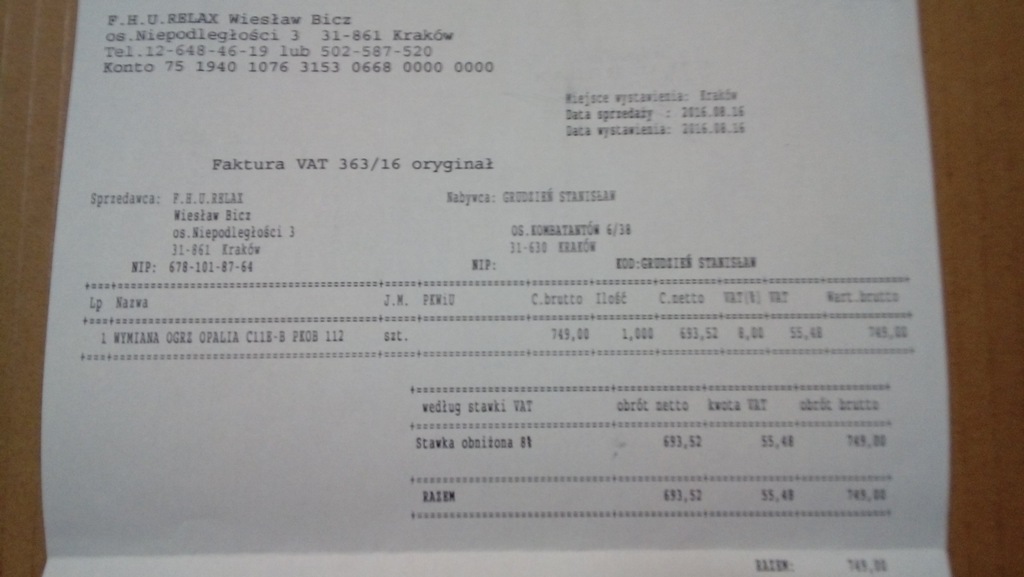 F.H.U.RELAX Wiesław Bicz
os.Niepodległości 3 31-861 Kraków
Tel.12-648-46-19 lub 502-587-520
Konto 75 1940 1076 3153 0668 0000 0000
Miejsce wystawienia: Kraków
Data sprzedaży : 2016.08.16
Data wystawienia: 2016.08.16
Faktura VAT 363/16 oryginał
Sprzedawca: F.H.U.RELAX Nabywca: GRUDZIEŃ STANISŁAW
Wiesław Bicz
os.Niepodległości 3 OS.KOMBATANTÓW 6/38
31-861 Kraków 31-630 KRAKÓW
NIP: 678-101-87-64 NIP: KOD:GRUDZIEŃ STANISŁAW
Lp Nazwa J.M. PKWiU C.brutto Ilość C.netto VAT[%] VAT Wart.brutto
1 WYMIANA OGRZ OPALIA C11E-B PKOB 112 szt. 749,00 1,000 693,52 8,00 55,48 749,00
według stawki VAT obrót netto kwota VAT obrót brutto
Stawka obniżona 8% 693,52 55,48 749,00
RAZEM 693,52 55,48 749,00
RAZEM: 749,00